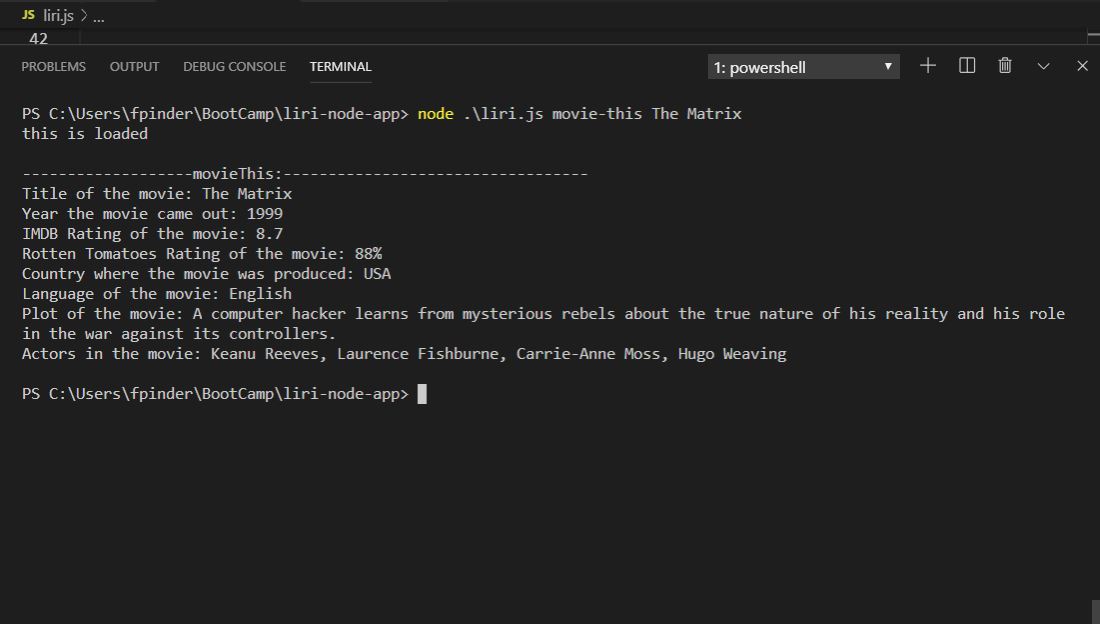 JS liri.js > ...
42
PROBLEMS OUTPUT DEBUG CONSOLE TERMINAL 1: powershell
PS C:\Users\fpinder\BootCamp\liri-node-app> node .\liri.js movie-this The Matrix
this is loaded
-------------------movieThis:----------------------------------
Title of the movie: The Matrix
Year the movie came out: 1999
IMDB Rating of the movie: 8.7
Rotten Tomatoes Rating of the movie: 88%
Country where the movie was produced: USA
Language of the movie: English
Plot of the movie: A computer hacker learns from mysterious rebels about the true nature of his reality and his role
in the war against its controllers.
Actors in the movie: Keanu Reeves, Laurence Fishburne, Carrie-Anne Moss, Hugo Weaving
PS C:\Users\fpinder\BootCamp\liri-node-app>